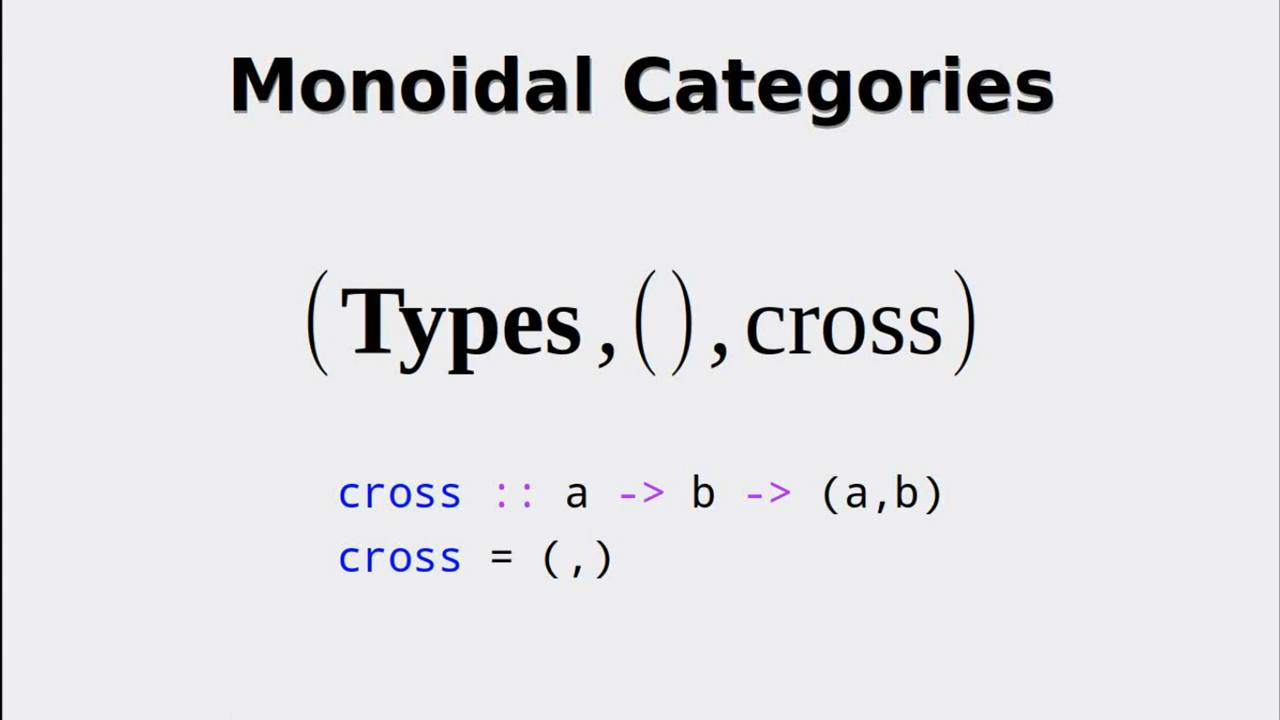 Monoidal Categories
(Types,(),cross)
cross :: a -> b -> (a,b)
cross = (,)